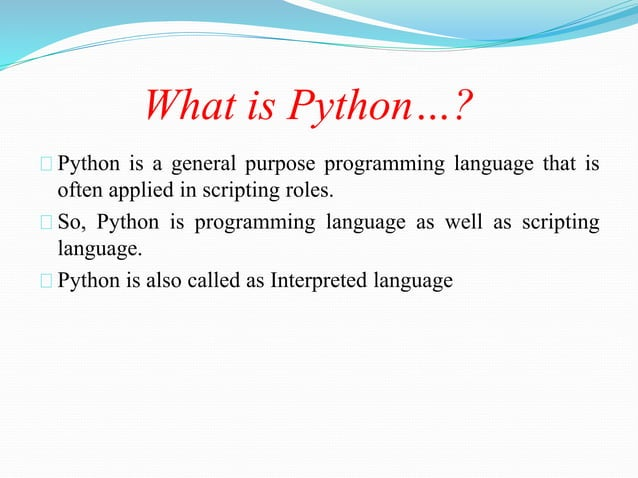 What is Python…?
Python is a general purpose programming language that is
often applied in scripting roles.
So, Python is programming language as well as scripting
language.
Python is also called as Interpreted language